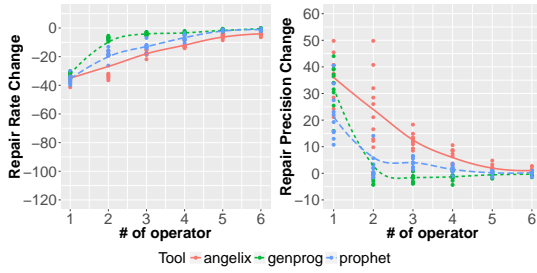 Repair Rate Change
0
−20
−40
−60
−80
−100
−120
1 2 3 4 5 6
# of operator
Repair Precision Change
60
50
40
30
20
10
0
−10
1 2 3 4 5 6
# of operator
Tool angelix genprog prophet